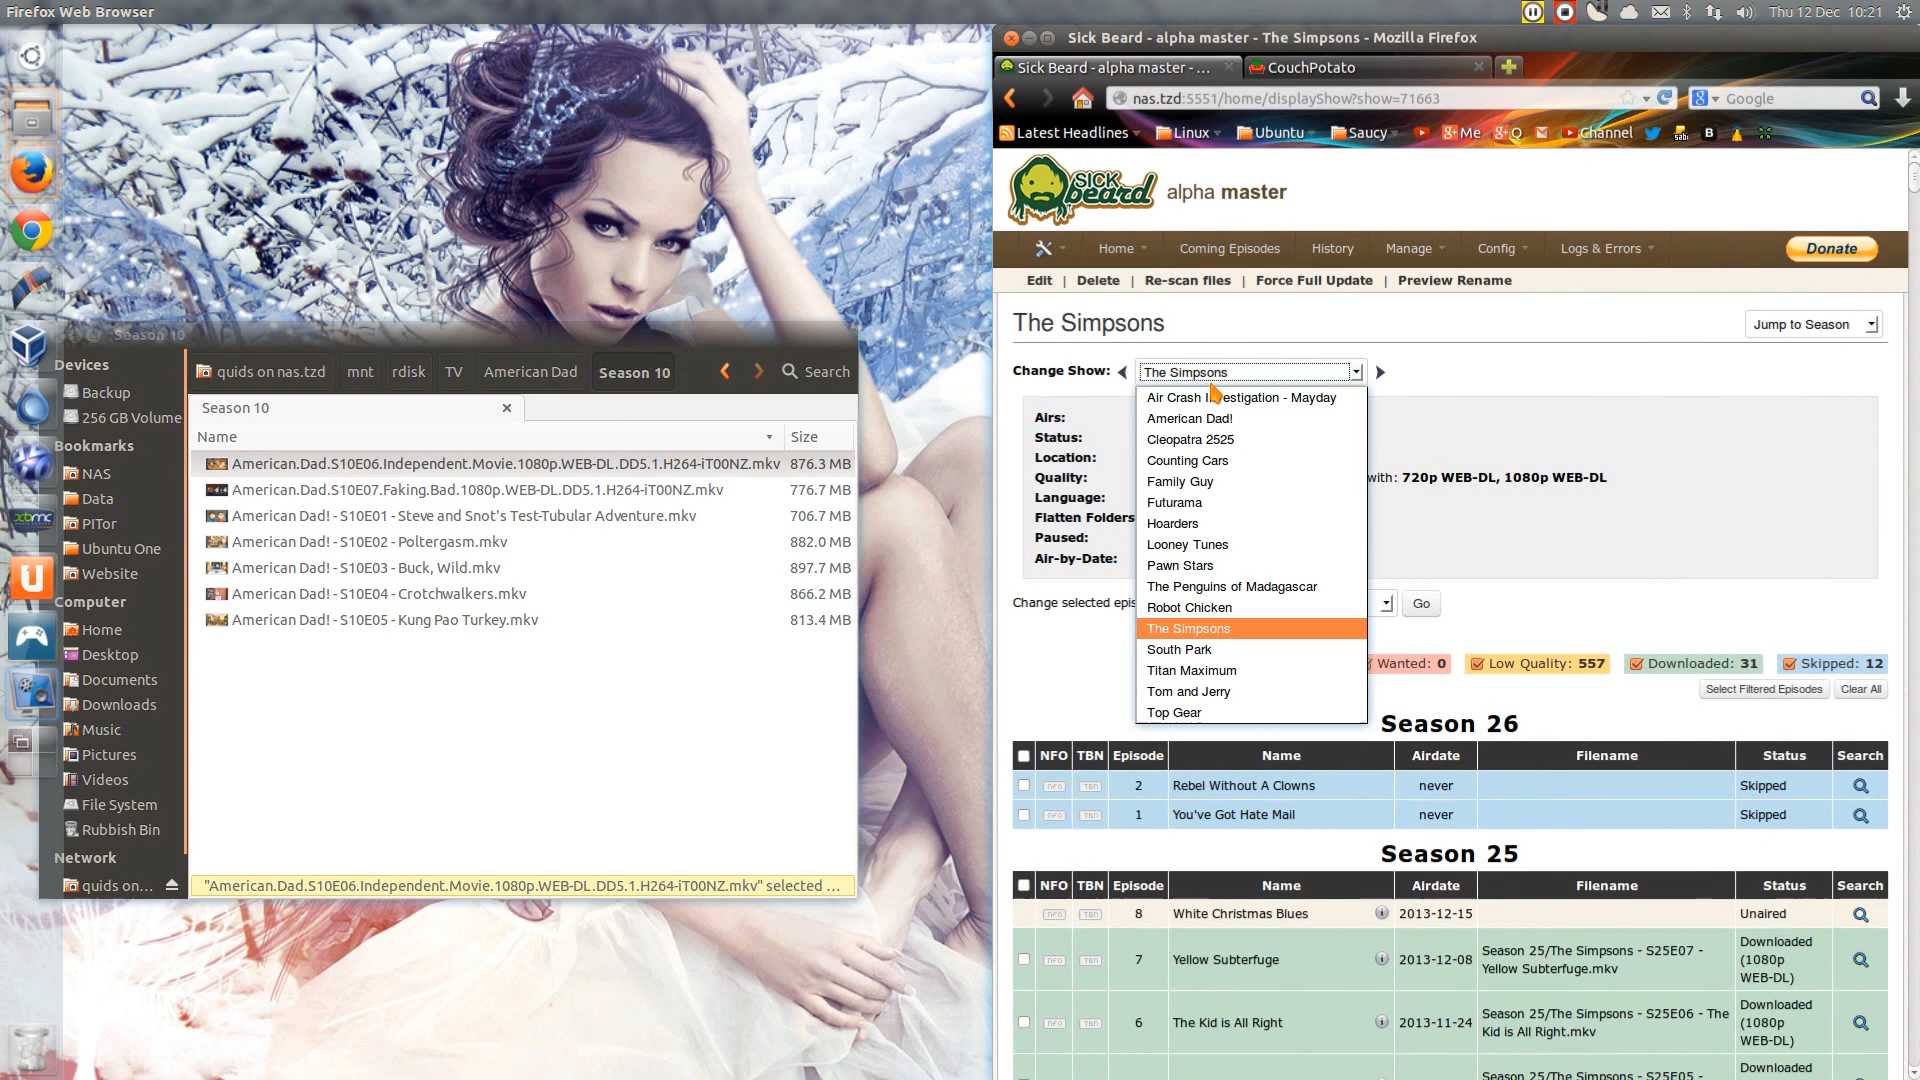 Firefox Web Browser
Thu 12 Dec 10:21
Season 10
Devices
Backup
256 GB Volume
Bookmarks
NAS
Data
PITor
Ubuntu One
Website
Computer
Home
Desktop
Documents
Downloads
Music
Pictures
Videos
File System
Rubbish Bin
Network
quids on...
quids on nas.tzd mnt rdisk TV American Dad Season 10 Search
Season 10
Name Size
American.Dad.S10E06.Independent.Movie.1080p.WEB-DL.DD5.1.H264-iT00NZ.mkv 876.3 MB
American.Dad.S10E07.Faking.Bad.1080p.WEB-DL.DD5.1.H264-iT00NZ.mkv 776.7 MB
American Dad! - S10E01 - Steve and Snot's Test-Tubular Adventure.mkv 706.7 MB
American Dad! - S10E02 - Poltergasm.mkv 882.0 MB
American Dad! - S10E03 - Buck, Wild.mkv 897.7 MB
American Dad! - S10E04 - Crotchwalkers.mkv 866.2 MB
American Dad! - S10E05 - Kung Pao Turkey.mkv 813.4 MB
"American.Dad.S10E06.Independent.Movie.1080p.WEB-DL.DD5.1.H264-iT00NZ.mkv" selected ...
Sick Beard - alpha master - The Simpsons - Mozilla Firefox
Sick Beard - alpha master - ... CouchPotato
nas.tzd:5551/home/displayShow?show=71663 Google
Latest Headlines Linux Ubuntu Saucy Me Q Channel
SICK beard alpha master
Home Coming Episodes History Manage Config Logs & Errors Donate
Edit | Delete | Re-scan files | Force Full Update | Preview Rename
The Simpsons Jump to Season
Change Show: The Simpsons
Air Crash Investigation - Mayday
American Dad!
Cleopatra 2525
Counting Cars
Family Guy
Futurama
Hoarders
Looney Tunes
Pawn Stars
The Penguins of Madagascar
Robot Chicken
The Simpsons
South Park
Titan Maximum
Tom and Jerry
Top Gear
Airs:
Status:
Location:
Quality: with: 720p WEB-DL, 1080p WEB-DL
Language:
Flatten Folders
Paused:
Air-by-Date:
Change selected epis Go
Wanted: 0 Low Quality: 557 Downloaded: 31 Skipped: 12
Select Filtered Episodes Clear All
Season 26
NFO TBN Episode Name Airdate Filename Status Search
2 Rebel Without A Clowns never Skipped
1 You've Got Hate Mail never Skipped
Season 25
NFO TBN Episode Name Airdate Filename Status Search
8 White Christmas Blues 2013-12-15 Unaired
7 Yellow Subterfuge 2013-12-08 Season 25/The Simpsons - S25E07 - Yellow Subterfuge.mkv Downloaded (1080p WEB-DL)
6 The Kid is All Right 2013-11-24 Season 25/The Simpsons - S25E06 - The Kid is All Right.mkv Downloaded (1080p WEB-DL)
Season 25/The Simpsons - S25E05 - Downloaded